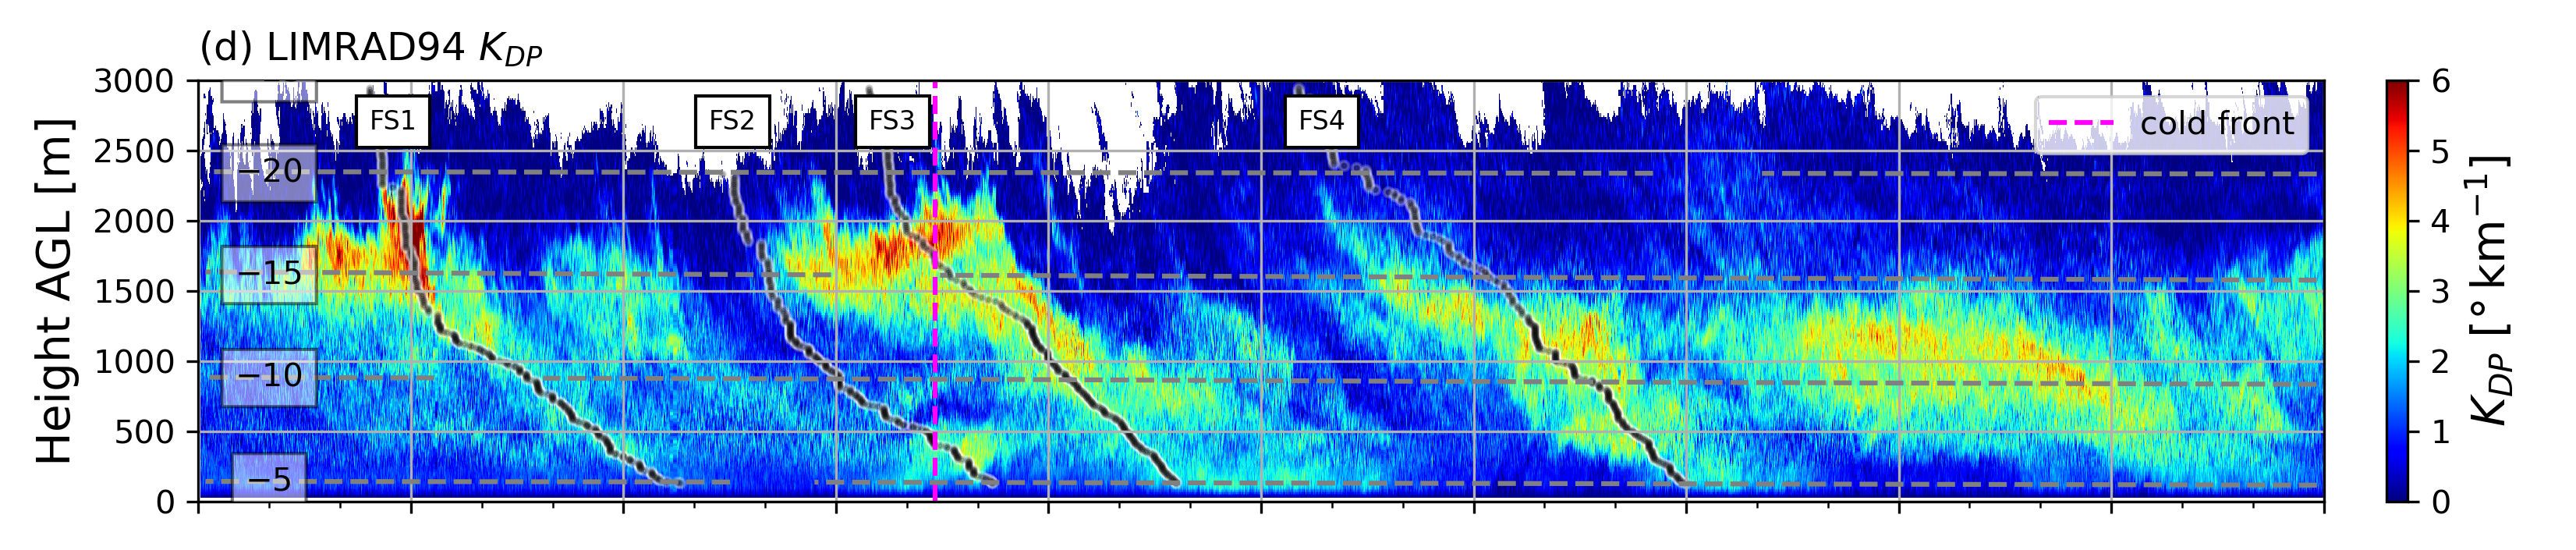 (d) LIMRAD94 K_DP
Height AGL [m]
3000
2500
2000
1500
1000
500
0
−20
−15
−10
−5
FS1
FS2
FS3
FS4
cold front
6
5
4
3
2
1
0
K_DP [° km⁻¹]